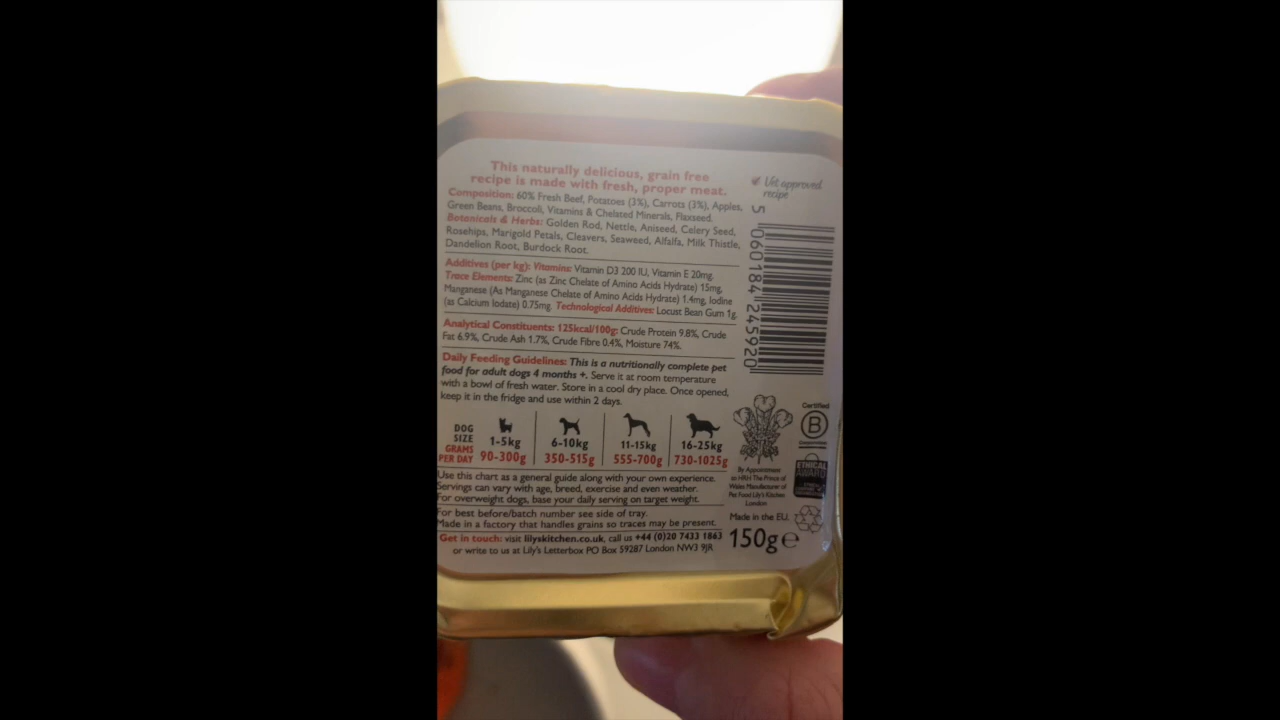 This naturally delicious, grain free
recipe is made with fresh, proper meat.
Composition: 60% Fresh Beef, Potatoes (3%), Carrots (3%), Apples,
Green Beans, Broccoli, Vitamins & Chelated Minerals, Flaxseed.
Botanicals & Herbs: Golden Rod, Nettle, Aniseed, Celery Seed,
Rosehips, Marigold Petals, Cleavers, Seaweed, Alfalfa, Milk Thistle,
Dandelion Root, Burdock Root.
Additives (per kg): Vitamins: Vitamin D3 200 IU, Vitamin E 20mg.
Trace Elements: Zinc (as Zinc Chelate of Amino Acids Hydrate) 15mg,
Manganese (As Manganese Chelate of Amino Acids Hydrate) 1.4mg, Iodine
(as Calcium Iodate) 0.75mg. Technological Additives: Locust Bean Gum 1g.
Analytical Constituents: 125kcal/100g: Crude Protein 9.8%, Crude
Fat 6.9%, Crude Ash 1.7%, Crude Fibre 0.4%, Moisture 74%.
Daily Feeding Guidelines: This is a nutritionally complete pet
food for adult dogs 4 months +. Serve it at room temperature
with a bowl of fresh water. Store in a cool dry place. Once opened,
keep it in the fridge and use within 2 days.
DOG
SIZE
1-5kg
6-10kg
11-15kg
16-25kg
GRAMS
PER DAY
90-300g
350-515g
555-700g
730-1025g
Use this chart as a general guide along with your own experience.
Servings can vary with age, breed, exercise and even weather.
For overweight dogs, base your daily serving on target weight.
For best before/batch number see side of tray.
Made in a factory that handles grains so traces may be present.
Get in touch: visit lilyskitchen.co.uk, call us +44 (0)20 7433 1863
or write to us at Lily's Letterbox PO Box 59287 London NW3 9JR
Vet approved
recipe
5 060184 245920
Certified
B
Corporation
ETHICAL
By Appointment
to HRH The Prince of
Wales Manufacturer of
Pet Food Lily's Kitchen
London
Made in the EU.
150g e